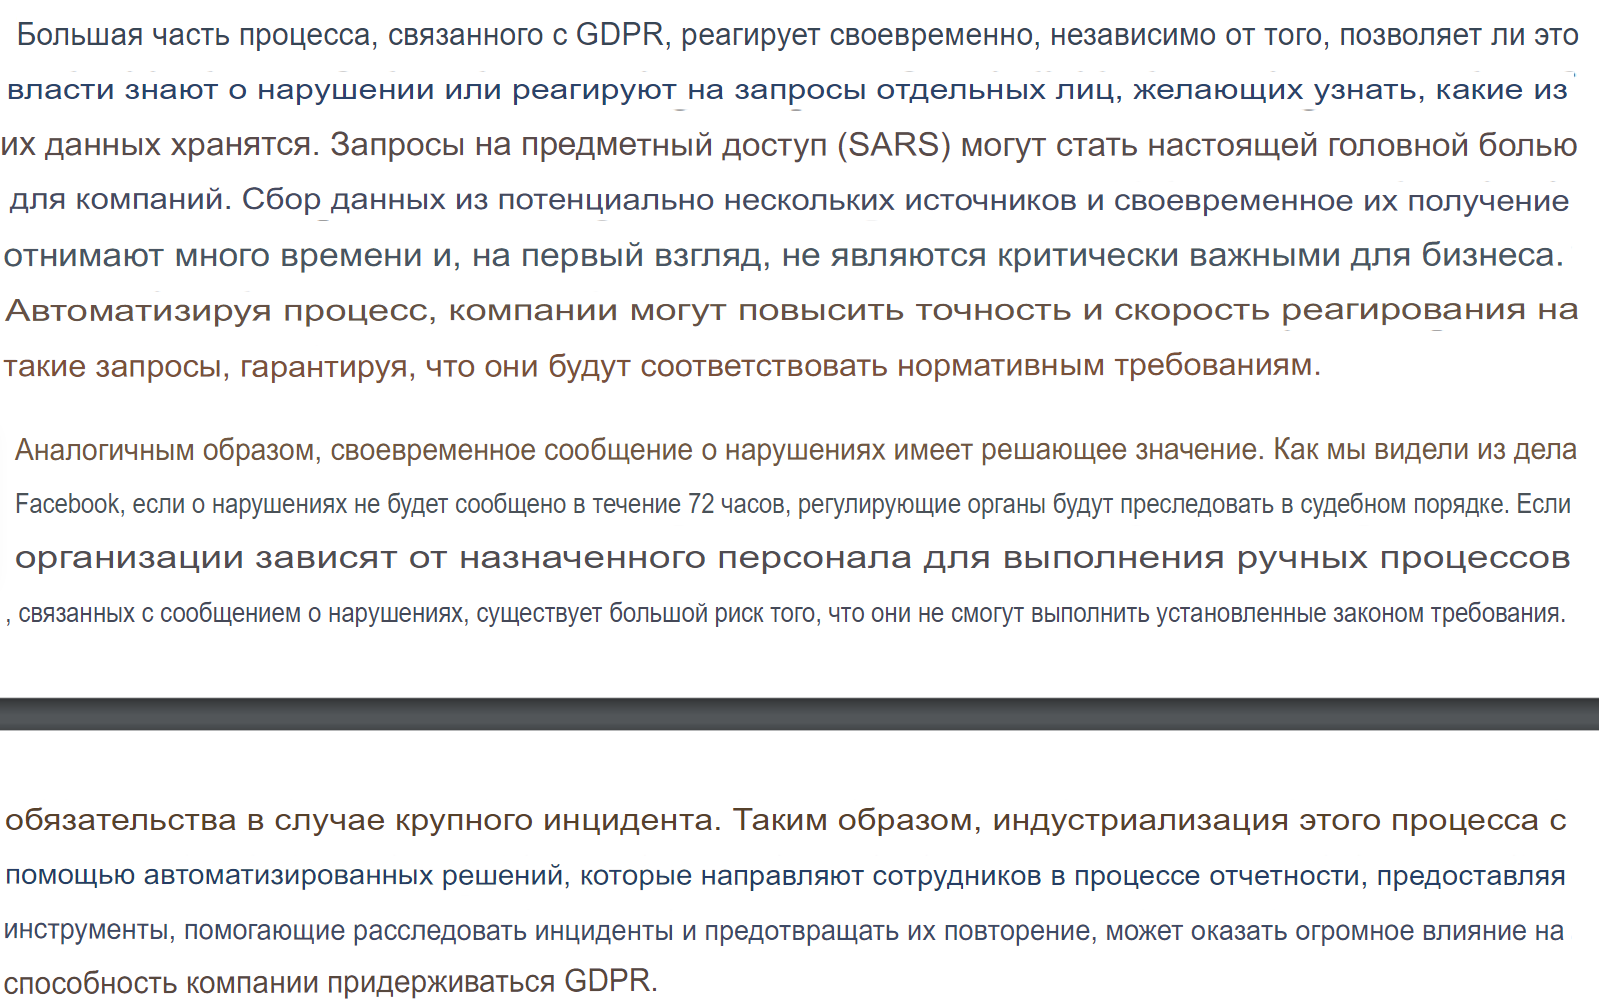 Большая часть процесса, связанного с GDPR, реагирует своевременно, независимо от того, позволяет ли это
власти знают о нарушении или реагируют на запросы отдельных лиц, желающих узнать, какие из
их данных хранятся. Запросы на предметный доступ (SARS) могут стать настоящей головной болью
для компаний. Сбор данных из потенциально нескольких источников и своевременное их получение
отнимают много времени и, на первый взгляд, не являются критически важными для бизнеса.
Автоматизируя процесс, компании могут повысить точность и скорость реагирования на
такие запросы, гарантируя, что они будут соответствовать нормативным требованиям.
Аналогичным образом, своевременное сообщение о нарушениях имеет решающее значение. Как мы видели из дела
Facebook, если о нарушениях не будет сообщено в течение 72 часов, регулирующие органы будут преследовать в судебном порядке. Если
организации зависят от назначенного персонала для выполнения ручных процессов
, связанных с сообщением о нарушениях, существует большой риск того, что они не смогут выполнить установленные законом требования.
обязательства в случае крупного инцидента. Таким образом, индустриализация этого процесса с
помощью автоматизированных решений, которые направляют сотрудников в процессе отчетности, предоставляя
инструменты, помогающие расследовать инциденты и предотвращать их повторение, может оказать огромное влияние на
способность компании придерживаться GDPR.